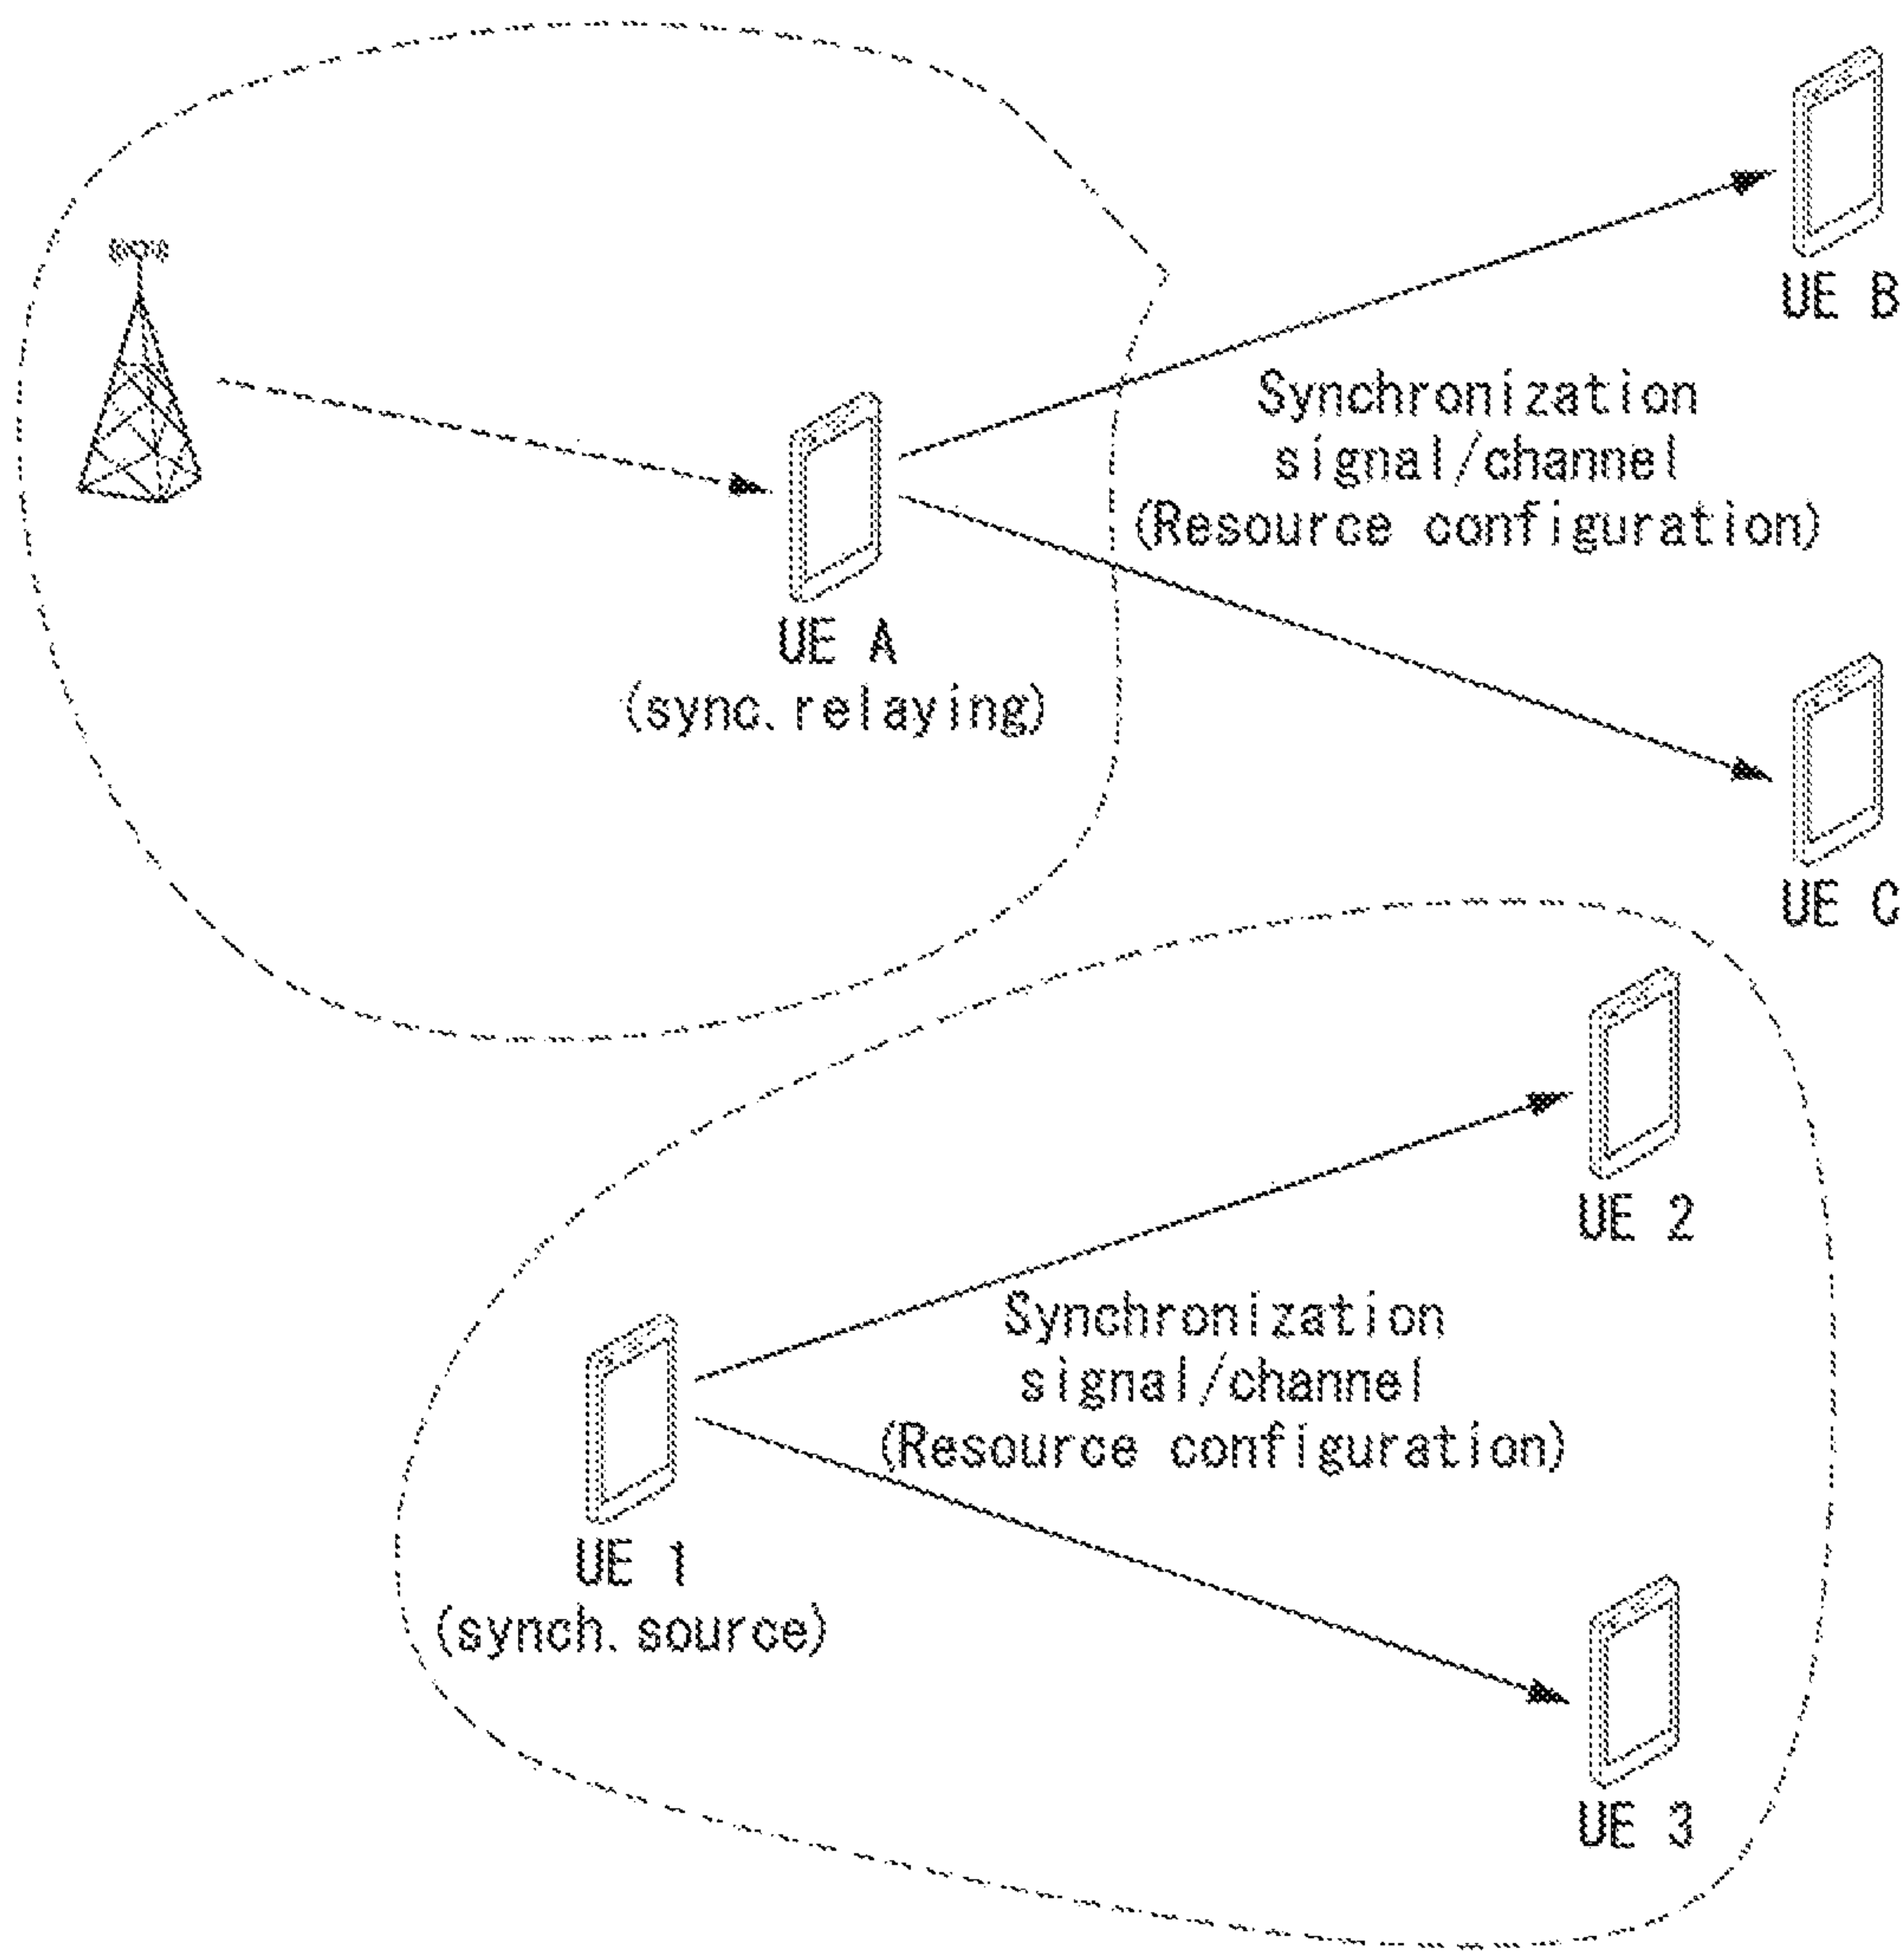 UE B
Synchronization
signal/channel
(Resource configuration)
UE A
(sync.relaying)
UE C
UE 2
Synchronization
signal/channel
(Resource configuration)
UE 1
(synch.source)
UE 3